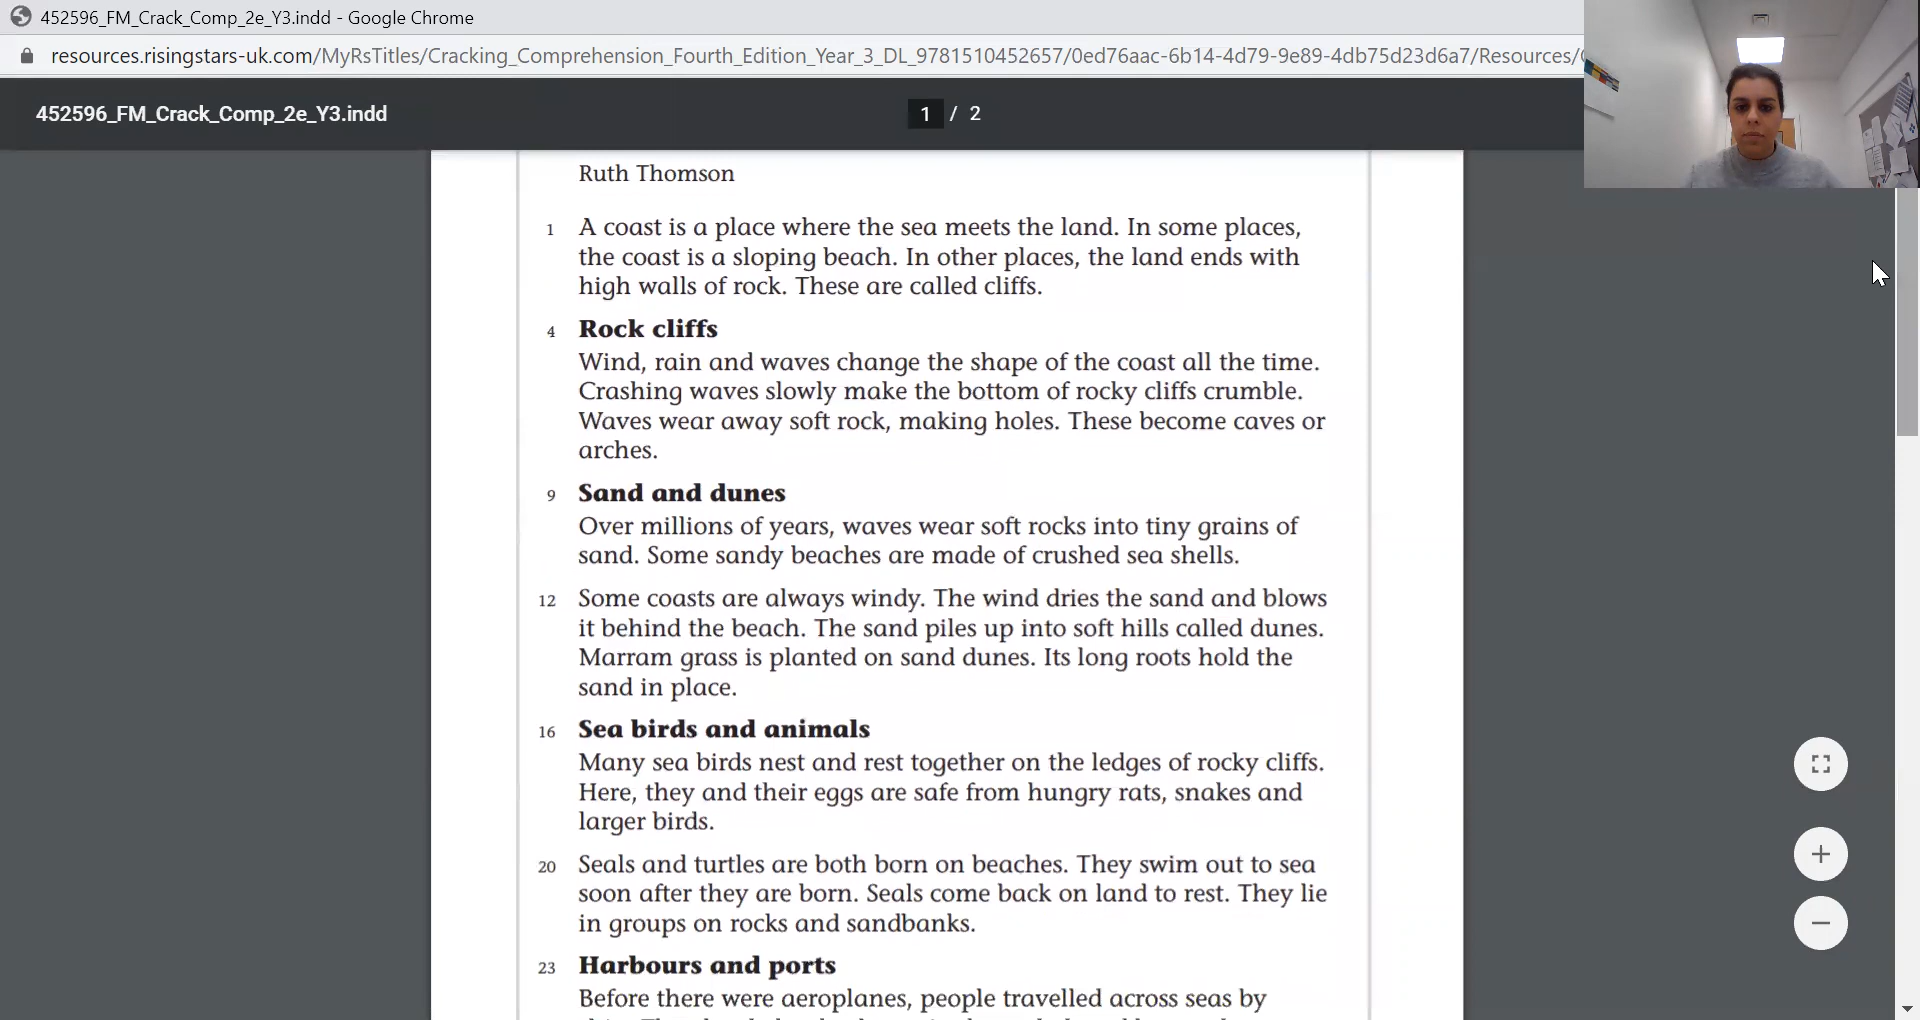 452596_FM_Crack_Comp_2e_Y3.indd - Google Chrome
resources.risingstars-uk.com/MyRsTitles/Cracking_Comprehension_Fourth_Edition_Year_3_DL_9781510452657/0ed76aac-6b14-4d79-9e89-4db75d23d6a7/Resources/
452596_FM_Crack_Comp_2e_Y3.indd
1 / 2
Ruth Thomson
1 A coast is a place where the sea meets the land. In some places,
the coast is a sloping beach. In other places, the land ends with
high walls of rock. These are called cliffs.
4 Rock cliffs
Wind, rain and waves change the shape of the coast all the time.
Crashing waves slowly make the bottom of rocky cliffs crumble.
Waves wear away soft rock, making holes. These become caves or
arches.
9 Sand and dunes
Over millions of years, waves wear soft rocks into tiny grains of
sand. Some sandy beaches are made of crushed sea shells.
12 Some coasts are always windy. The wind dries the sand and blows
it behind the beach. The sand piles up into soft hills called dunes.
Marram grass is planted on sand dunes. Its long roots hold the
sand in place.
16 Sea birds and animals
Many sea birds nest and rest together on the ledges of rocky cliffs.
Here, they and their eggs are safe from hungry rats, snakes and
larger birds.
20 Seals and turtles are both born on beaches. They swim out to sea
soon after they are born. Seals come back on land to rest. They lie
in groups on rocks and sandbanks.
23 Harbours and ports
Before there were aeroplanes, people travelled across seas by